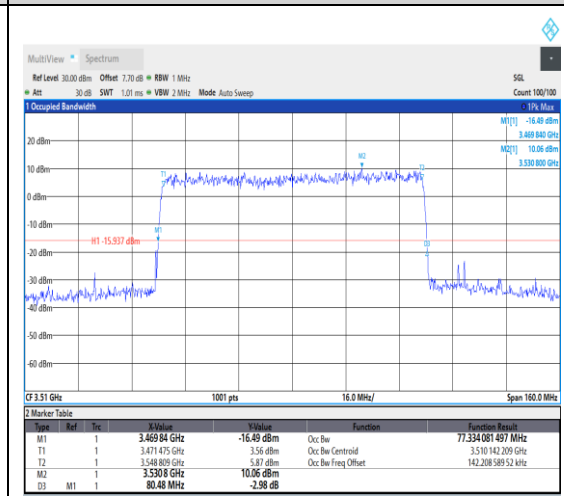 MultiView Spectrum
Ref Level 30.00 dBm Offset 7.70 dB RBW 1 MHz SGL
Att 30 dB SWT 1.01 ms VBW 2 MHz Mode Auto Sweep Count 100/100
1 Occupied Bandwidth 1Pk Max
M1[1] -16.49 dBm
3.469 840 GHz
M2[1] 10.06 dBm
3.530 800 GHz
20 dBm
10 dBm
0 dBm
-10 dBm
-20 dBm
-30 dBm
-40 dBm
-50 dBm
-60 dBm
M2
T1
T2
M1
D3
H1 -15.937 dBm
CF 3.51 GHz 1001 pts 16.0 MHz/ Span 160.0 MHz
2 Marker Table
Type Ref Trc X-Value Y-Value Function Function Result
M1 1 3.469 84 GHz -16.49 dBm Occ Bw 77.334 081 497 MHz
T1 1 3.471 475 GHz 3.56 dBm Occ Bw Centroid 3.510 142 209 GHz
T2 1 3.548 809 GHz 5.87 dBm Occ Bw Freq Offset 142.208 589 52 kHz
M2 1 3.530 8 GHz 10.06 dBm
D3 M1 1 80.48 MHz -2.98 dB